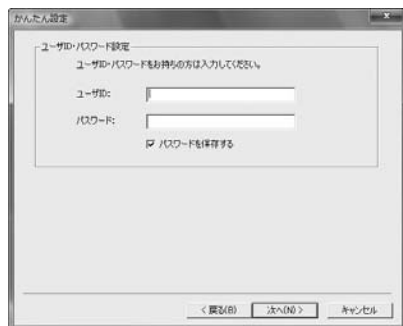 かんたん設定
ユーザID・パスワード設定
ユーザID・パスワードをお持ちの方は入力してください。
ユーザID:
パスワード:
パスワードを保存する
< 戻る(B)
次へ(N) >
キャンセル